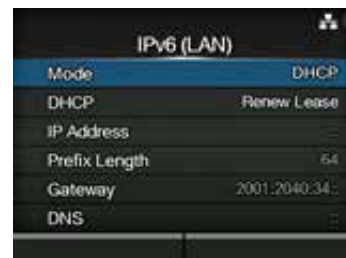 IPv6 (LAN)
Mode DHCP
DHCP Renew Lease
IP Address ::
Prefix Length 64
Gateway 2001:2040:34::
DNS ::